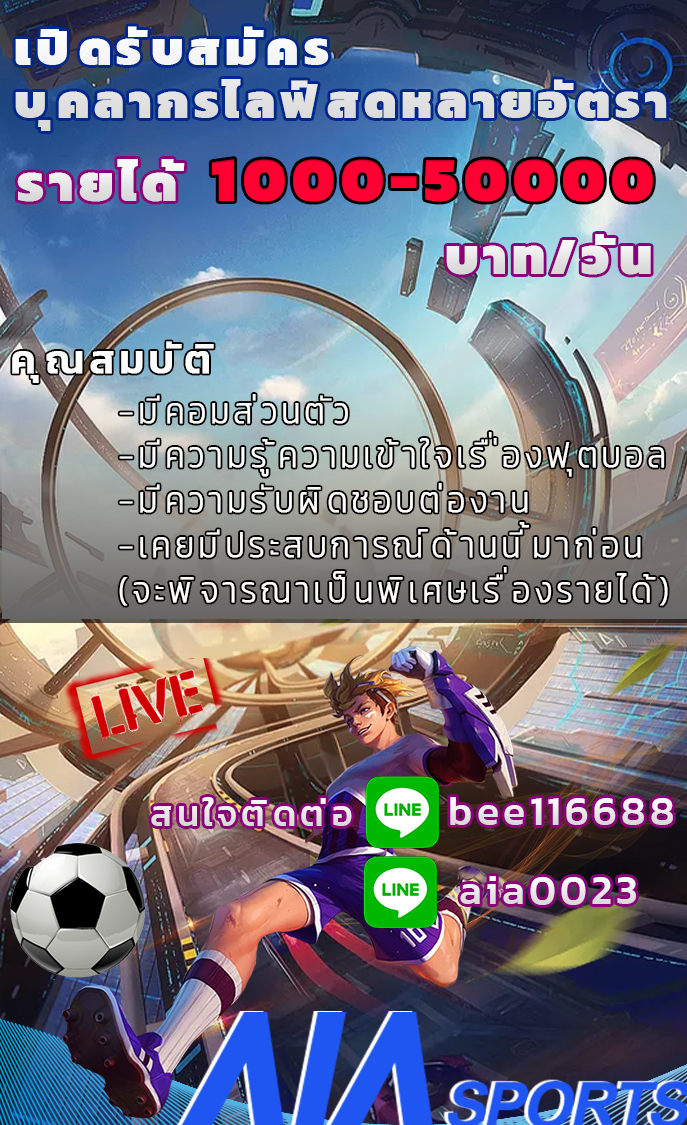 เปิดรับสมัคร
บุคลากรไลฟ์สดหลายอัตรา
รายได้ 1000-50000
บาท/วัน
คุณสมบัติ
-มีคอมส่วนตัว
-มีความรู้ความเข้าใจเรื่องฟุตบอล
-มีความรับผิดชอบต่องาน
-เคยมีประสบการณ์ด้านนี้มาก่อน
(จะพิจารณาเป็นพิเศษเรื่องรายได้)
LIVE
สนใจติดต่อ LINE bee116688
LINE aia0023
10
AIA SPORTS